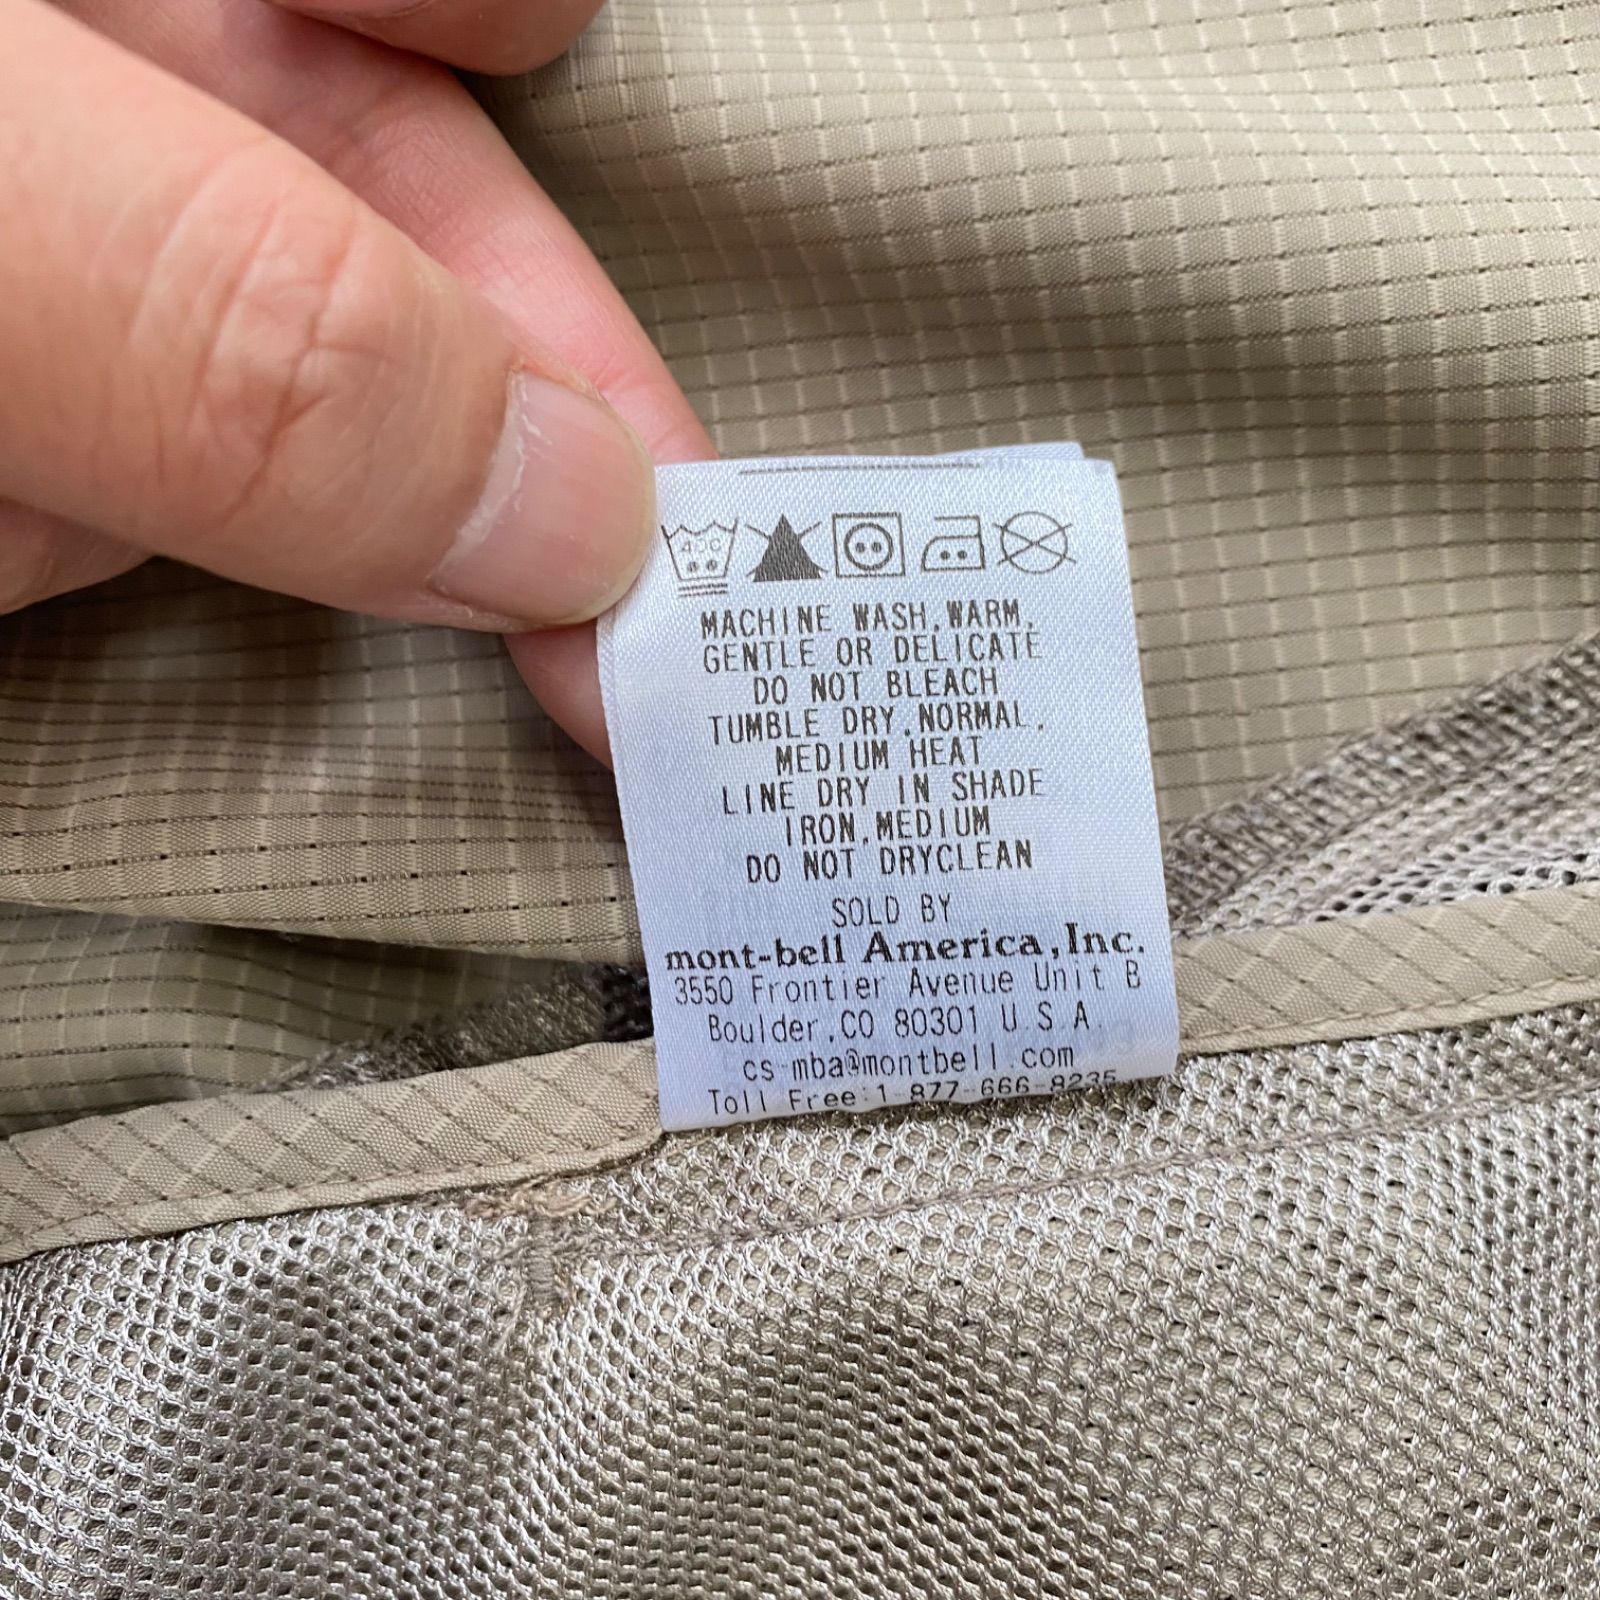 40C
MACHINE WASH,WARM,
GENTLE OR DELICATE
DO NOT BLEACH
TUMBLE DRY,NORMAL,
MEDIUM HEAT
LINE DRY IN SHADE
IRON,MEDIUM
DO NOT DRYCLEAN
SOLD BY
mont-bell America,Inc.
3550 Frontier Avenue Unit B
Boulder,CO 80301 U.S.A.
cs-mba@montbell.com
Toll Free:1-877-666-8235